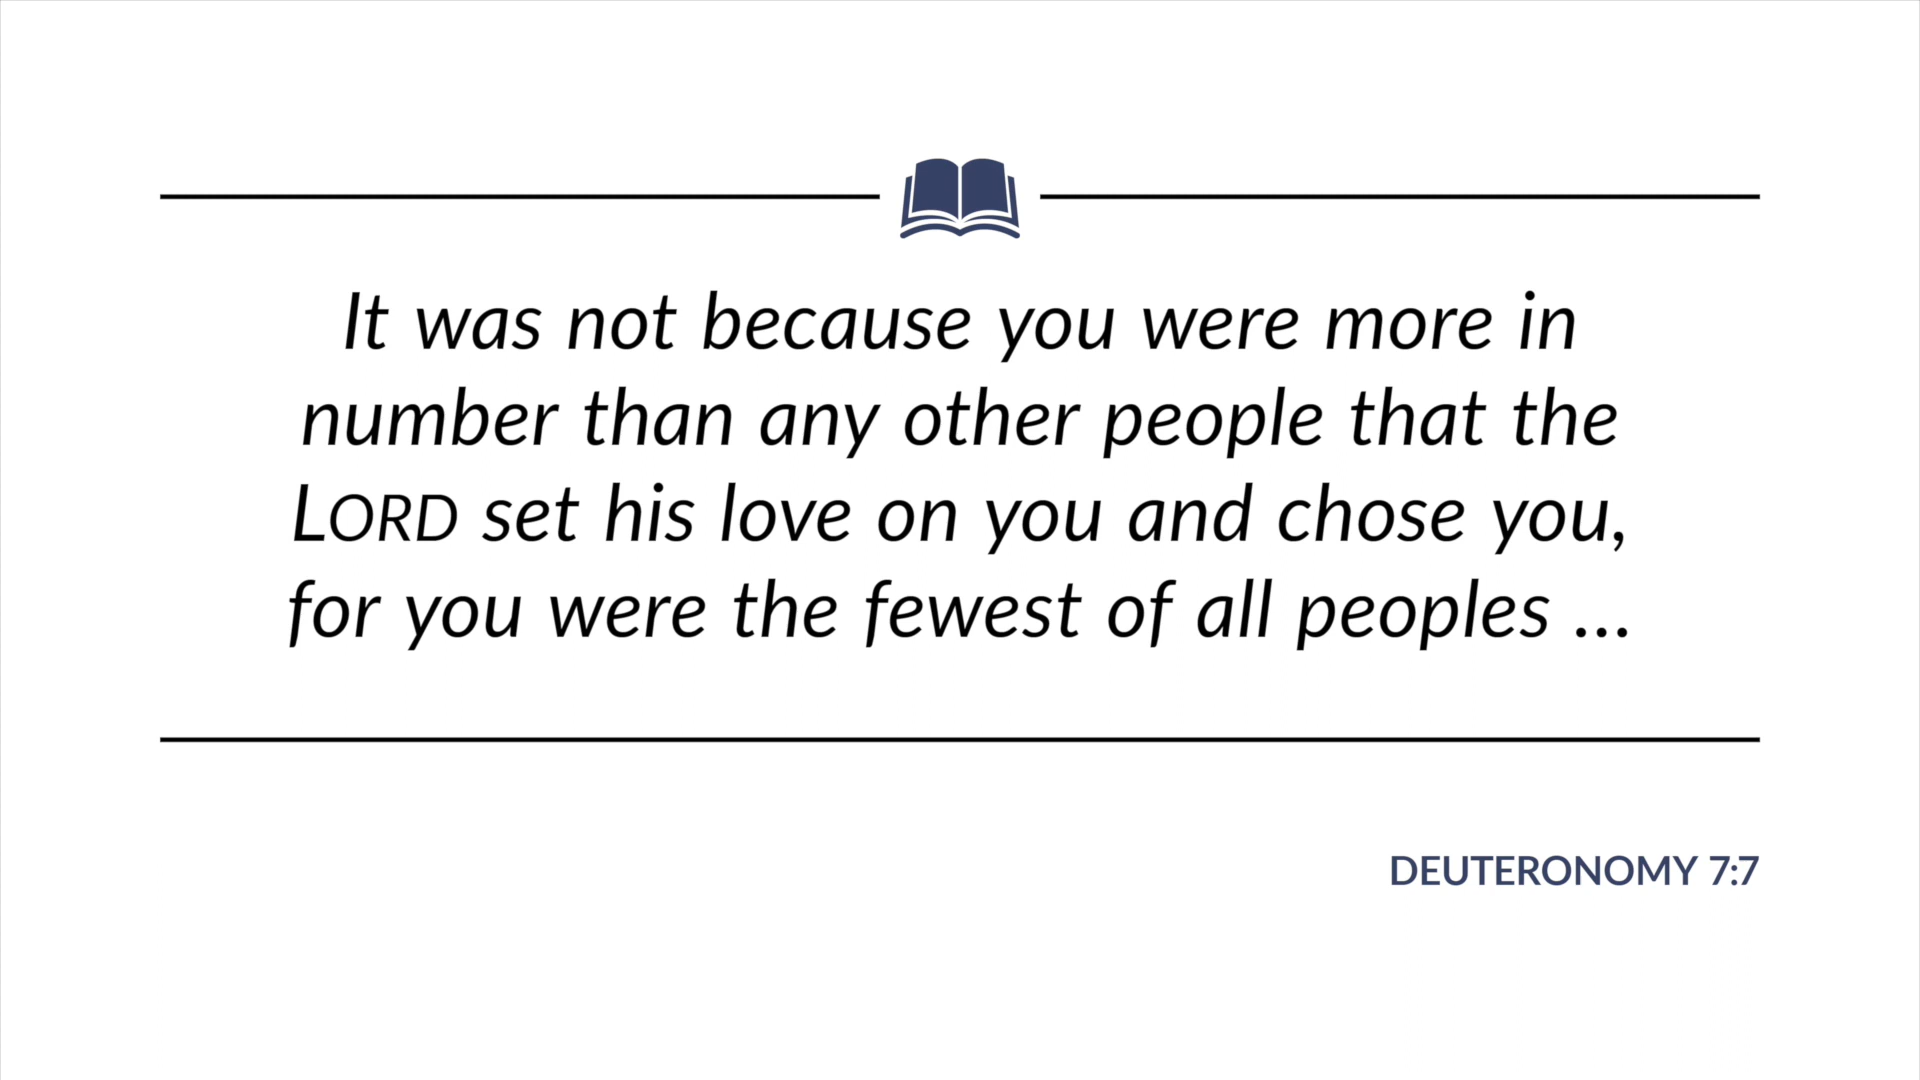 It was not because you were more in
number than any other people that the
LORD set his love on you and chose you,
for you were the fewest of all peoples ...
DEUTERONOMY 7:7